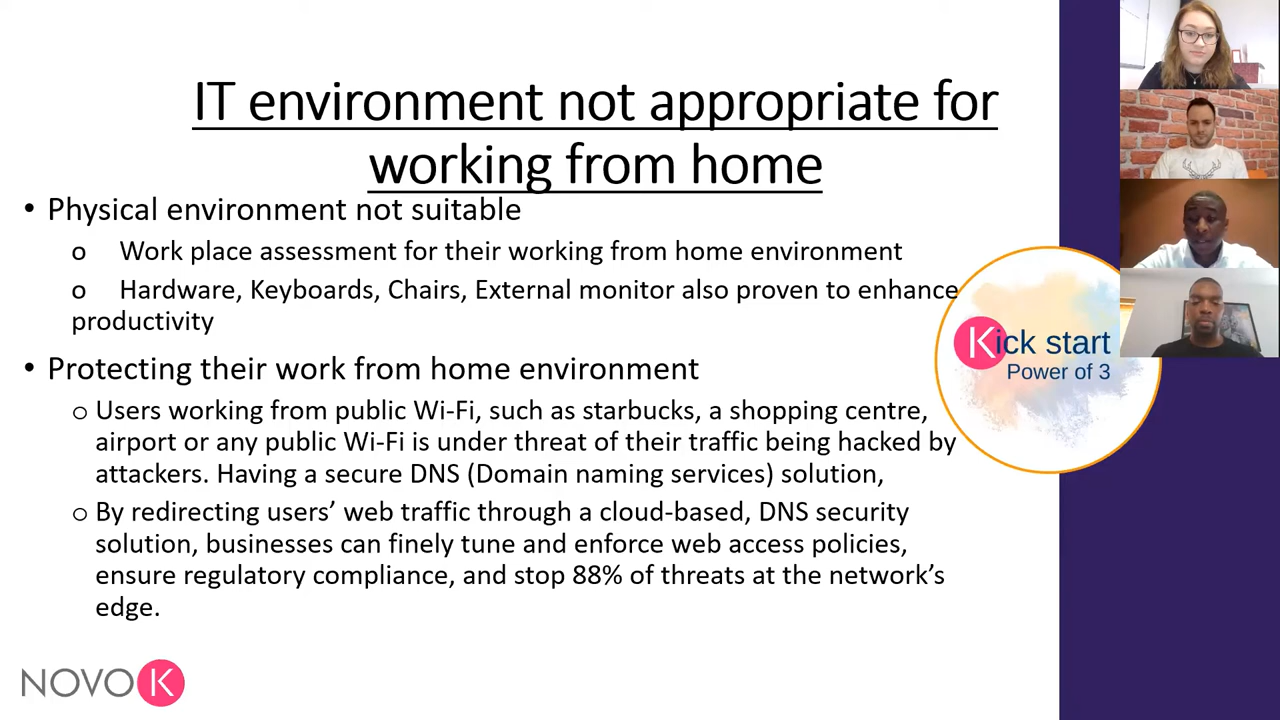 IT environment not appropriate for
working from home
• Physical environment not suitable
o Work place assessment for their working from home environment
o Hardware, Keyboards, Chairs, External monitor also proven to enhance
productivity
• Protecting their work from home environment
o Users working from public Wi-Fi, such as starbucks, a shopping centre,
airport or any public Wi-Fi is under threat of their traffic being hacked by
attackers. Having a secure DNS (Domain naming services) solution,
o By redirecting users’ web traffic through a cloud-based, DNS security
solution, businesses can finely tune and enforce web access policies,
ensure regulatory compliance, and stop 88% of threats at the network’s
edge.
Kick start
Power of 3
NOVO K